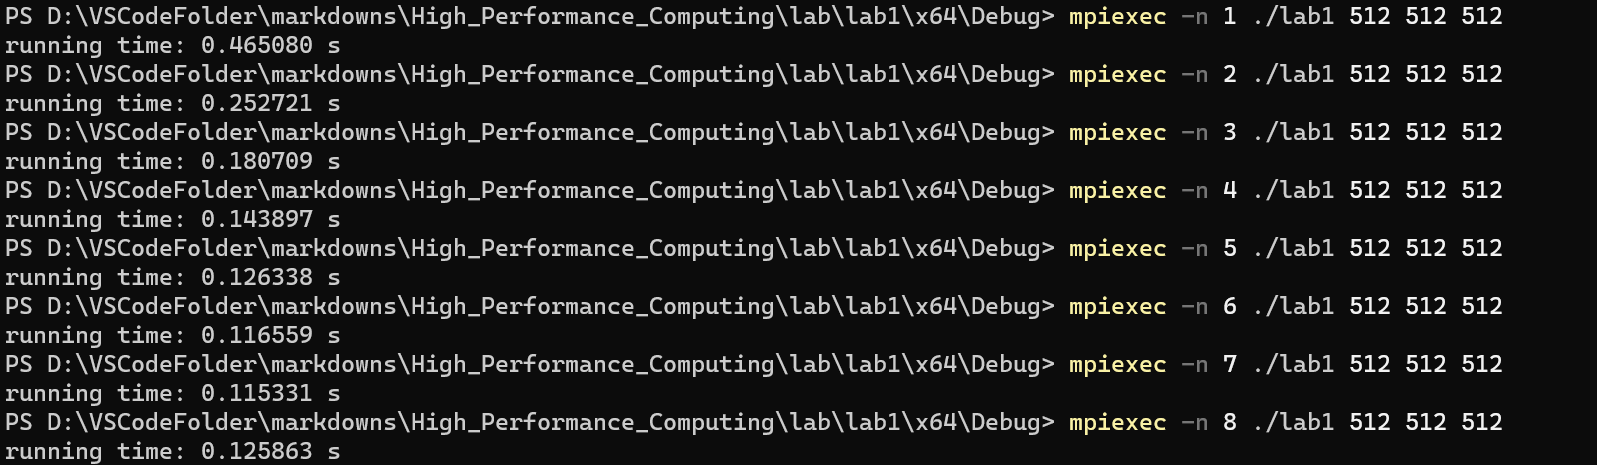 PS D:\VSCodeFolder\markdowns\High_Performance_Computing\lab\lab1\x64\Debug> mpiexec -n 1 ./lab1 512 512 512
running time: 0.465080 s
PS D:\VSCodeFolder\markdowns\High_Performance_Computing\lab\lab1\x64\Debug> mpiexec -n 2 ./lab1 512 512 512
running time: 0.252721 s
PS D:\VSCodeFolder\markdowns\High_Performance_Computing\lab\lab1\x64\Debug> mpiexec -n 3 ./lab1 512 512 512
running time: 0.180709 s
PS D:\VSCodeFolder\markdowns\High_Performance_Computing\lab\lab1\x64\Debug> mpiexec -n 4 ./lab1 512 512 512
running time: 0.143897 s
PS D:\VSCodeFolder\markdowns\High_Performance_Computing\lab\lab1\x64\Debug> mpiexec -n 5 ./lab1 512 512 512
running time: 0.126338 s
PS D:\VSCodeFolder\markdowns\High_Performance_Computing\lab\lab1\x64\Debug> mpiexec -n 6 ./lab1 512 512 512
running time: 0.116559 s
PS D:\VSCodeFolder\markdowns\High_Performance_Computing\lab\lab1\x64\Debug> mpiexec -n 7 ./lab1 512 512 512
running time: 0.115331 s
PS D:\VSCodeFolder\markdowns\High_Performance_Computing\lab\lab1\x64\Debug> mpiexec -n 8 ./lab1 512 512 512
running time: 0.125863 s